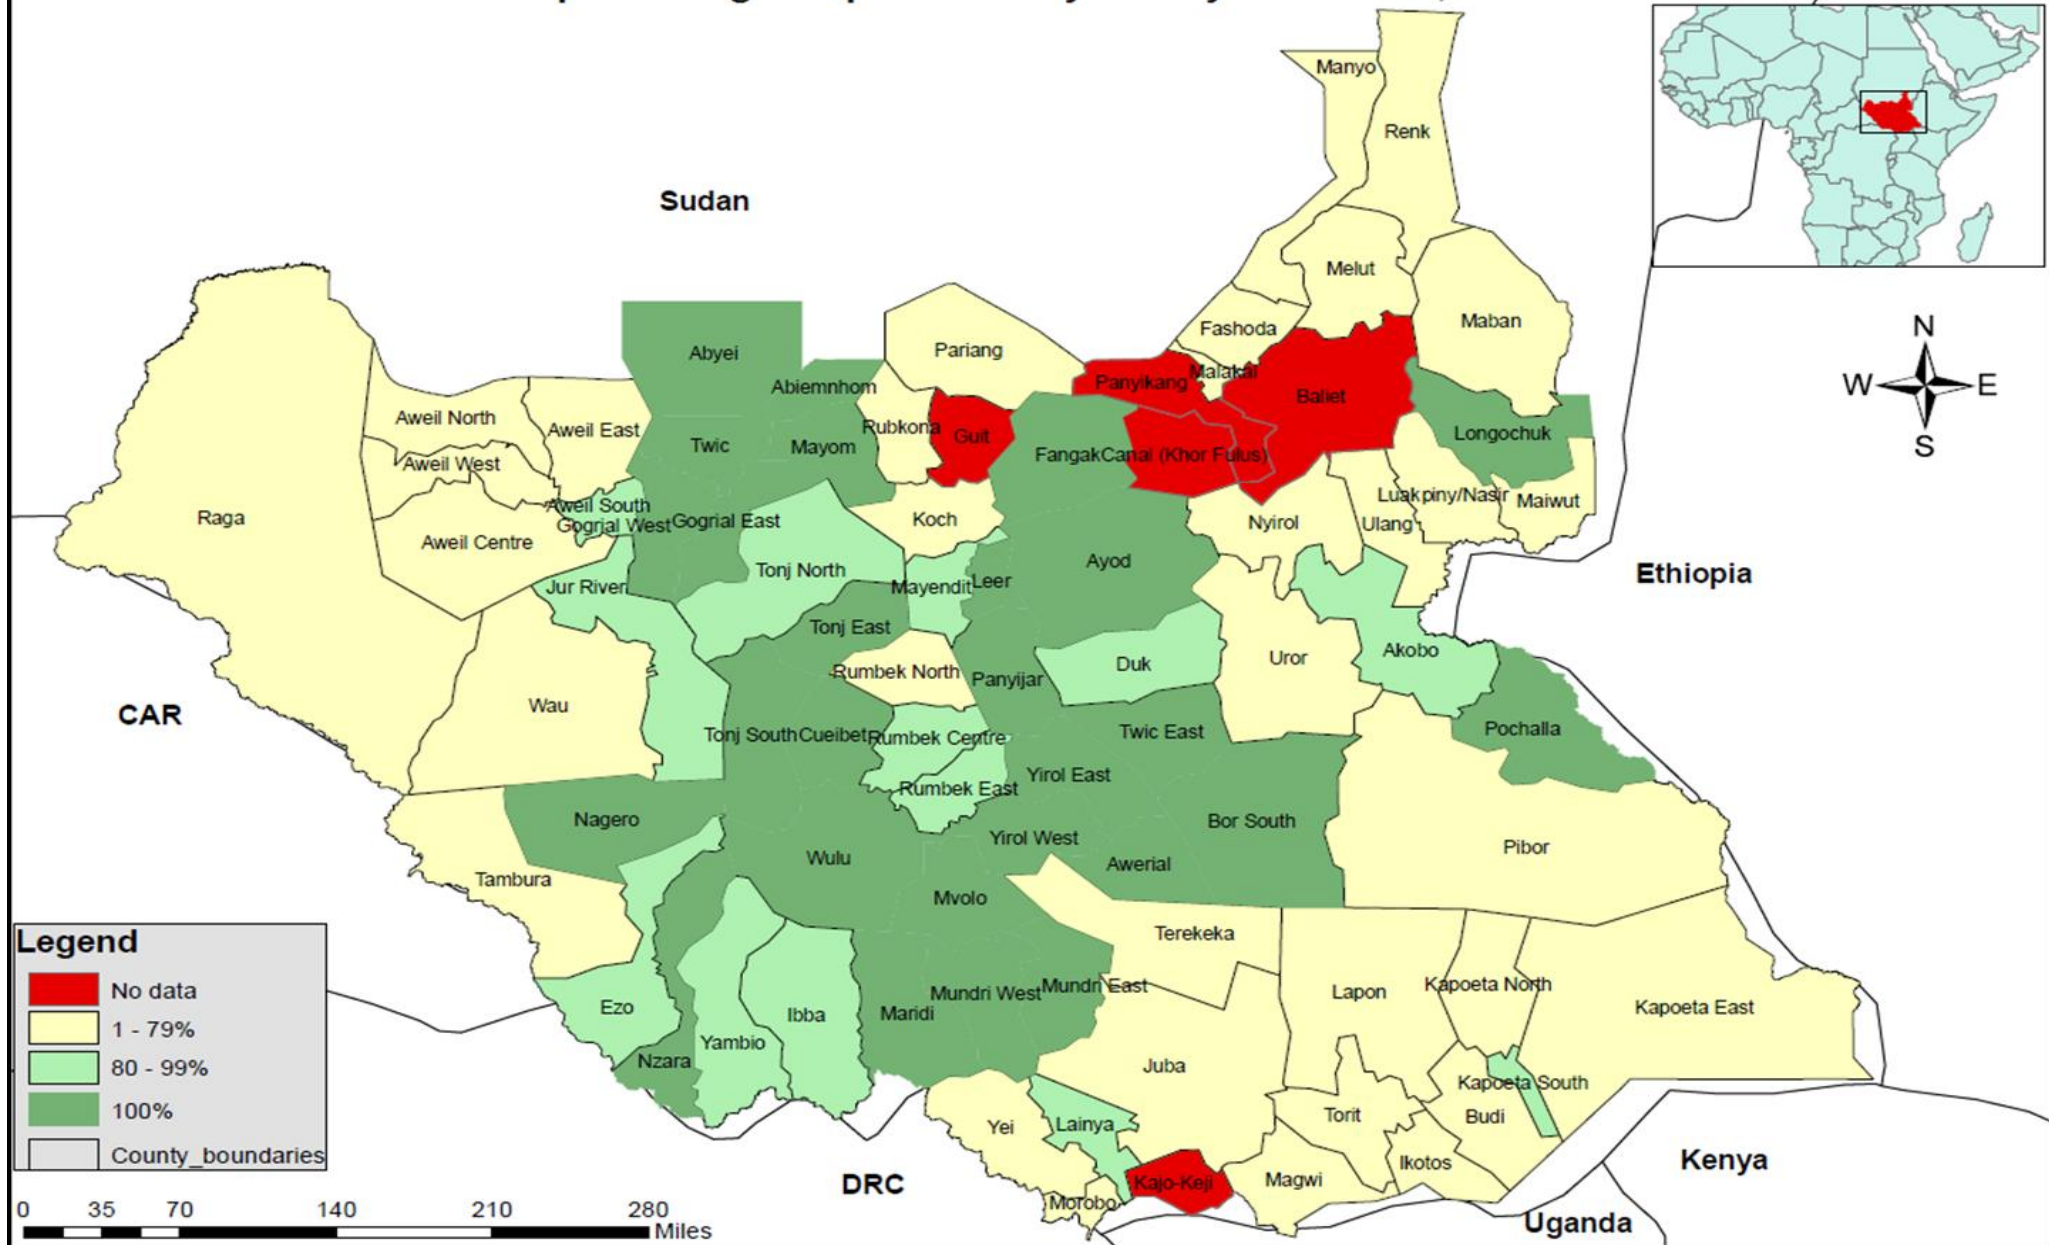 Sudan
Manyo
Renk
Melut
Maban
Fashoda
Malakal
Panyikang
Baliet
Longochuk
Pariang
Abyei
Abiemnhom
Rubkona
Guit
Fangak
Canal (Khor Fulus)
Twic
Mayom
Aweil North
Aweil East
Aweil West
Aweil South
Gogrial West
Gogrial East
Aweil Centre
Raga
Koch
Nyirol
Ulang
Luakpiny/Nasir
Maiwut
Jur River
Tonj North
Mayendit
Leer
Ayod
Ethiopia
Tonj East
Rumbek North
Panyijar
Duk
Uror
Akobo
Pochalla
CAR
Wau
Tonj South
Cueibet
Rumbek Centre
Rumbek East
Twic East
Yirol East
Nagero
Wulu
Yirol West
Awerial
Bor South
Pibor
Tambura
Mvolo
Terekeka
Ezo
Ibba
Maridi
Mundri West
Mundri East
Lapon
Kapoeta North
Kapoeta East
Nzara
Yambio
Juba
Kapoeta South
Budi
Torit
Yei
Lainya
Ikotos
Magwi
Kajo-Keji
Morobo
DRC
Kenya
Uganda
N
W
E
S
Legend
No data
1 - 79%
80 - 99%
100%
County_boundaries
0 35 70 140 210 280
Miles